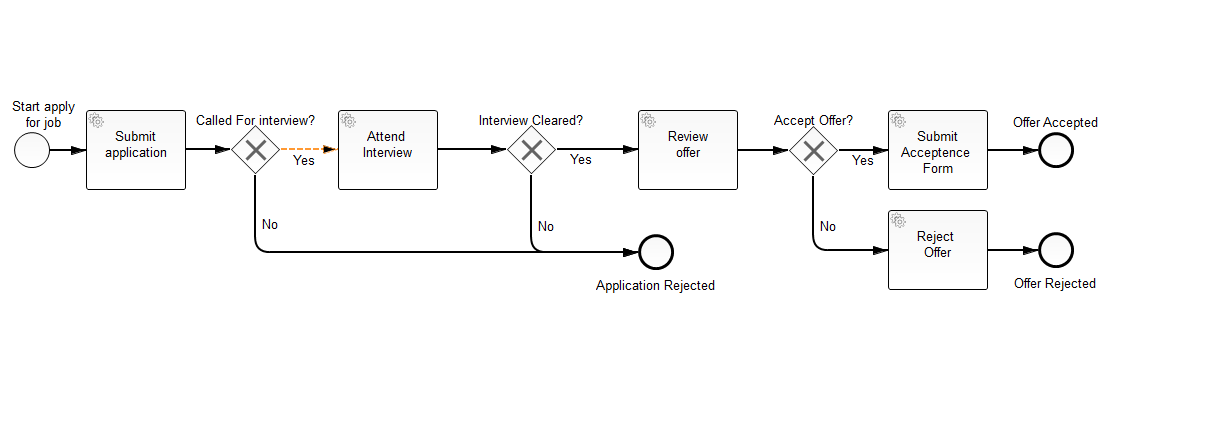 Start apply
for job
Submit
application
Called For interview?
Yes
No
Attend
Interview
Interview Cleared?
Yes
No
Application Rejected
Review
offer
Accept Offer?
Yes
No
Submit
Acceptence
Form
Offer Accepted
Reject
Offer
Offer Rejected